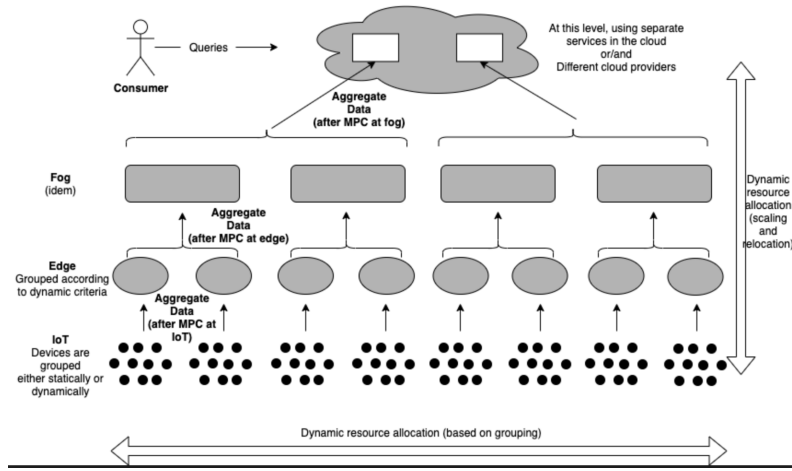 Queries
Consumer
At this level, using separate
services in the cloud
or/and
Different cloud providers
Aggregate
Data
(after MPC at fog)
Fog
(idem)
Aggregate
Data
(after MPC at edge)
Dynamic
resource
allocation
(scaling
and
relocation)
Edge
Grouped according
to dynamic criteria
Aggregate
Data
(after MPC at
IoT)
IoT
Devices are
grouped
either statically or
dynamically
Dynamic resource allocation (based on grouping)